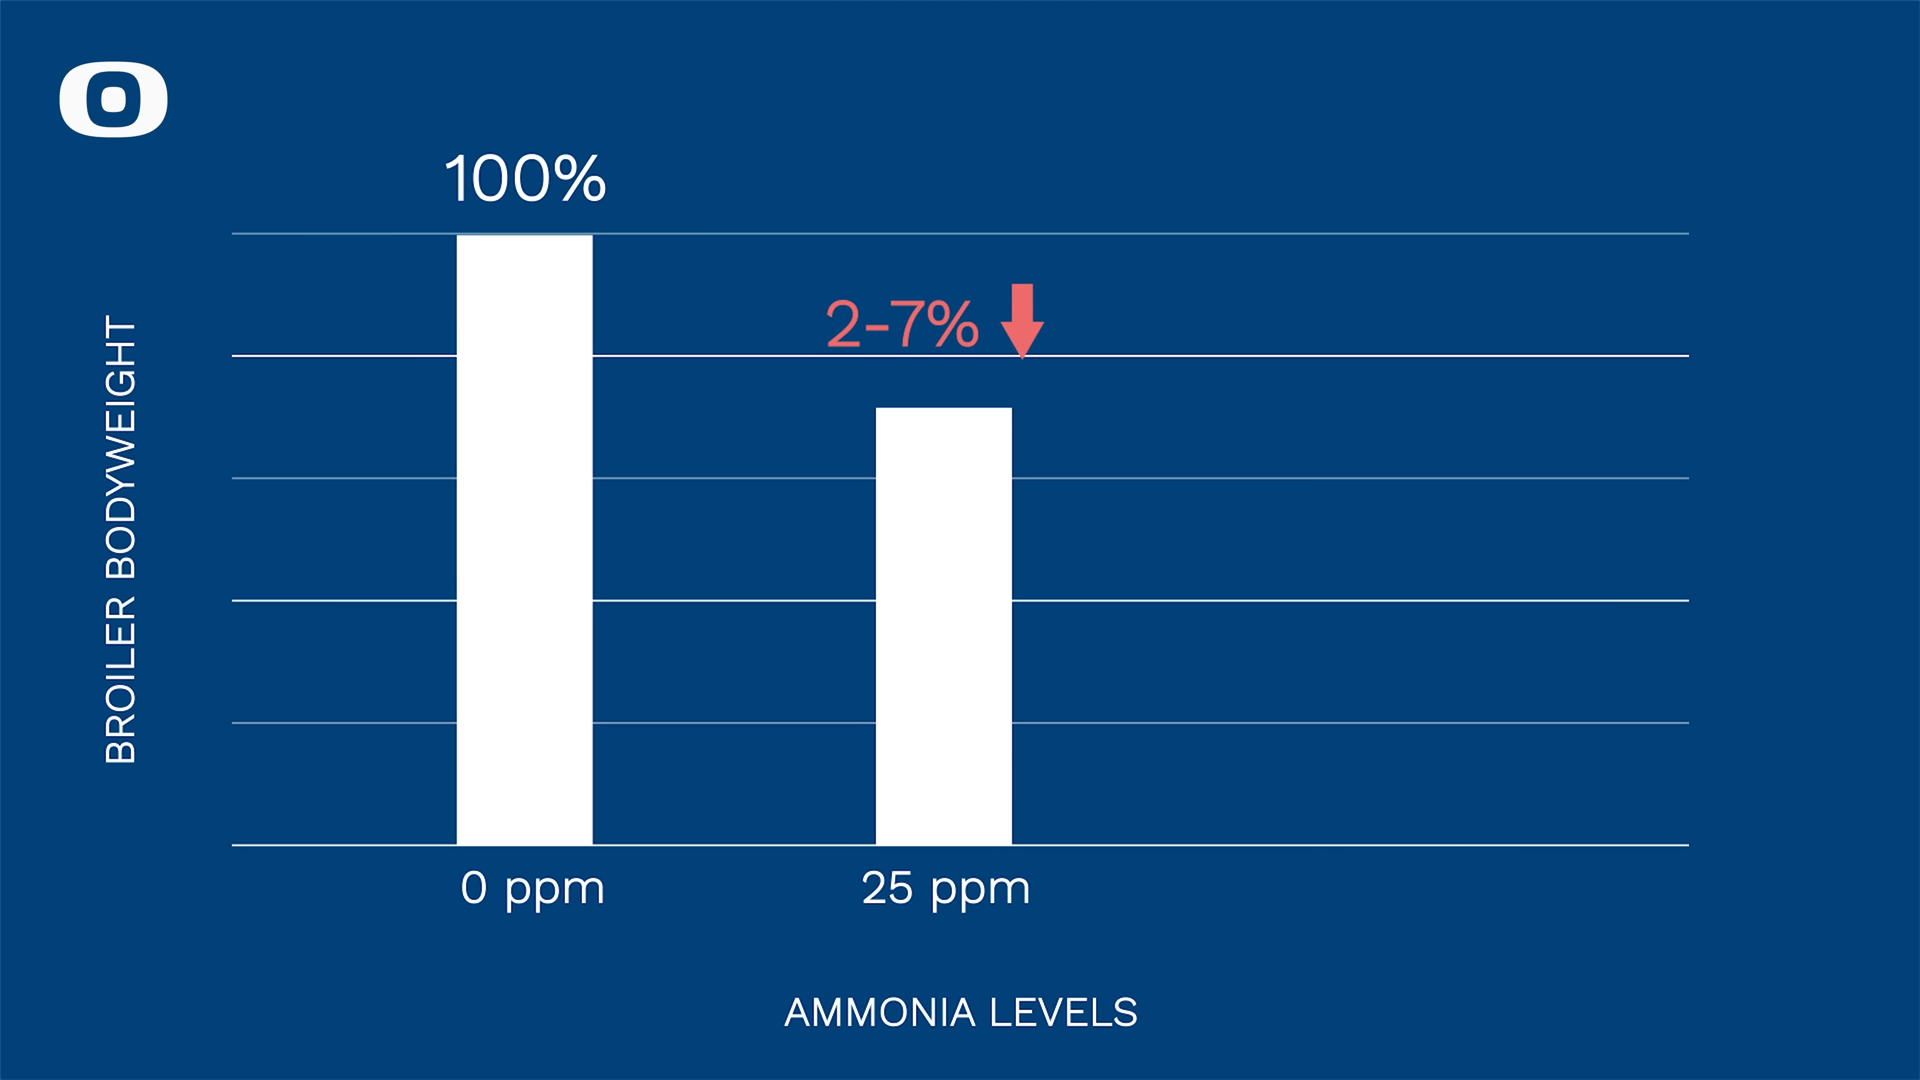 100%
2-7%
BROILER BODYWEIGHT
0 ppm
25 ppm
AMMONIA LEVELS